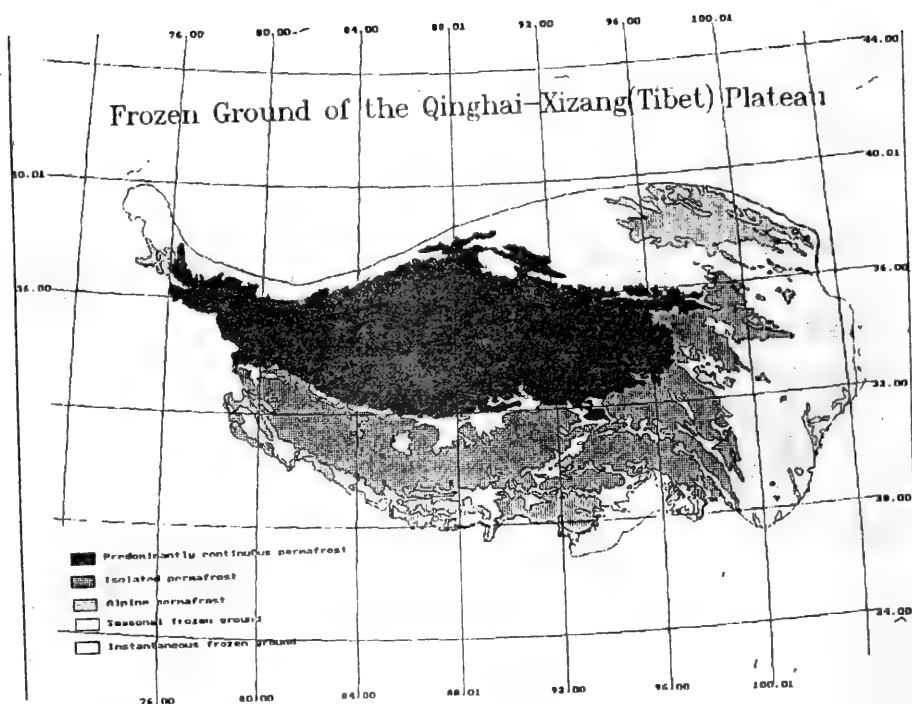 76.00 80.00 84.00 88.01 92.00 96.00 100.01
44.00
Frozen Ground of the Qinghai-Xizang(Tibet) Plateau
40.01
40.01
36.00
36.00
32.00
28.00
Predominantly continuous permafrost
Isolated permafrost
Alpine permafrost
Seasonal frozen ground
Instantaneous frozen ground
24.00
76.00 80.00 84.00 88.01 92.00 96.00 100.01